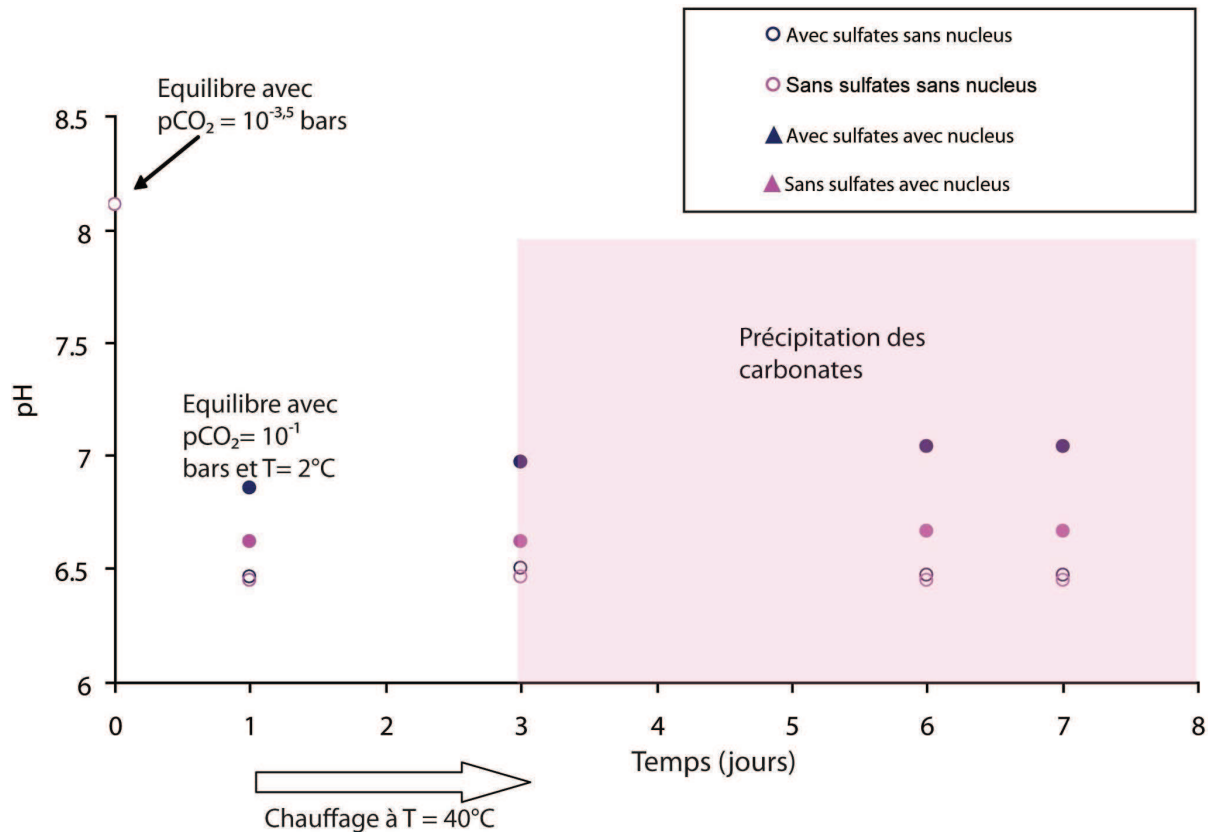 Avec sulfates sans nucleus
Sans sulfates sans nucleus
Avec sulfates avec nucleus
Sans sulfates avec nucleus
Equilibre avec
pCO₂ = 10⁻³,⁵ bars
8.5
8
7.5
7
6.5
6
pH
Précipitation des
carbonates
Equilibre avec
pCO₂= 10⁻¹
bars et T= 2°C
0 1 2 3 4 5 6 7 8
Temps (jours)
Chauffage à T = 40°C